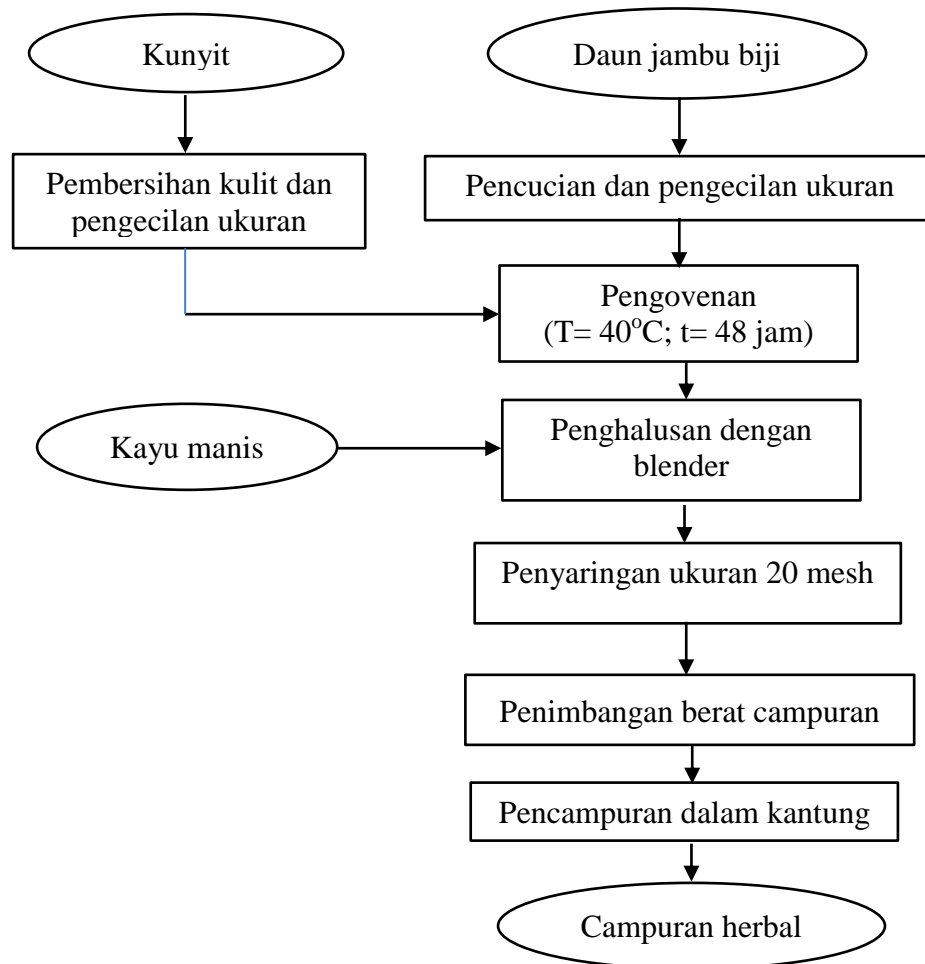 Kunyit
Daun jambu biji
Pembersihan kulit dan
pengecilan ukuran
Pencucian dan pengecilan ukuran
Pengovenan
(T= 40°C; t= 48 jam)
Kayu manis
Penghalusan dengan
blender
Penyaringan ukuran 20 mesh
Penimbangan berat campuran
Pencampuran dalam kantung
Campuran herbal